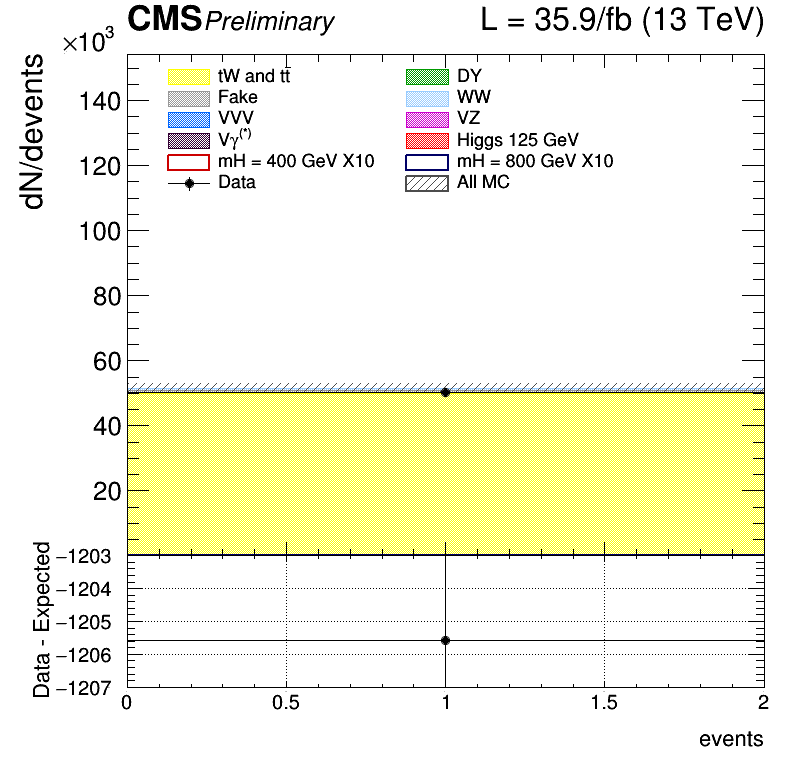 CMS Preliminary L = 35.9/fb (13 TeV)
×10³
dN/devents
140
120
100
80
60
40
20
tW and tt̄
DY
Fake
WW
VVV
VZ
Vγ(*)
Higgs 125 GeV
mH = 400 GeV X10
mH = 800 GeV X10
Data
All MC
Data - Expected
−1203
−1204
−1205
−1206
−1207
0 0.5 1 1.5 2
events